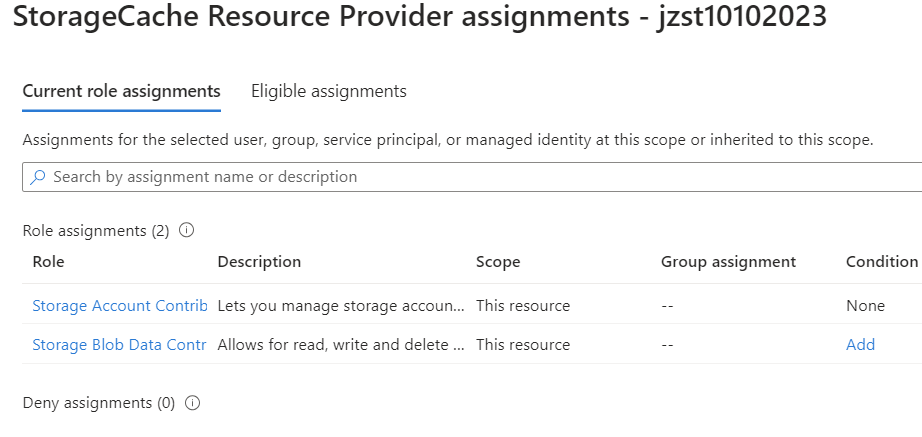 StorageCache Resource Provider assignments - jzst10102023
Current role assignments Eligible assignments
Assignments for the selected user, group, service principal, or managed identity at this scope or inherited to this scope.
Search by assignment name or description
Role assignments (2)
Role Description Scope Group assignment Condition
Storage Account Contrib Lets you manage storage accoun... This resource -- None
Storage Blob Data Contr Allows for read, write and delete ... This resource -- Add
Deny assignments (0)